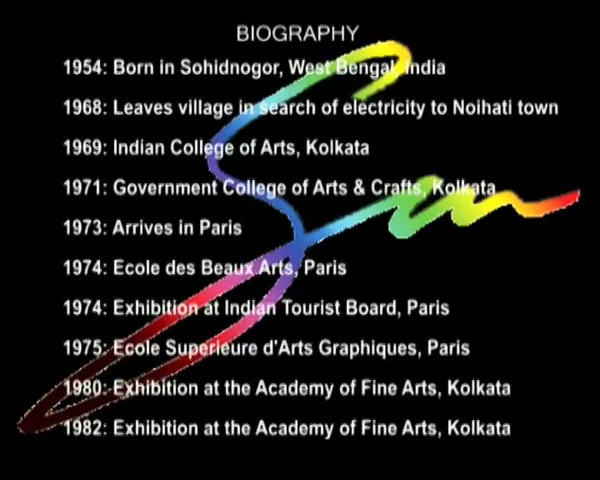 BIOGRAPHY
1954: Born in Sohidnogor, West Bengal, India
1968: Leaves village in search of electricity to Noihati town
1969: Indian College of Arts, Kolkata
1971: Government College of Arts & Crafts, Kolkata
1973: Arrives in Paris
1974: Ecole des Beaux Arts, Paris
1974: Exhibition at Indian Tourist Board, Paris
1975: Ecole Superieure d'Arts Graphiques, Paris
1980: Exhibition at the Academy of Fine Arts, Kolkata
1982: Exhibition at the Academy of Fine Arts, Kolkata